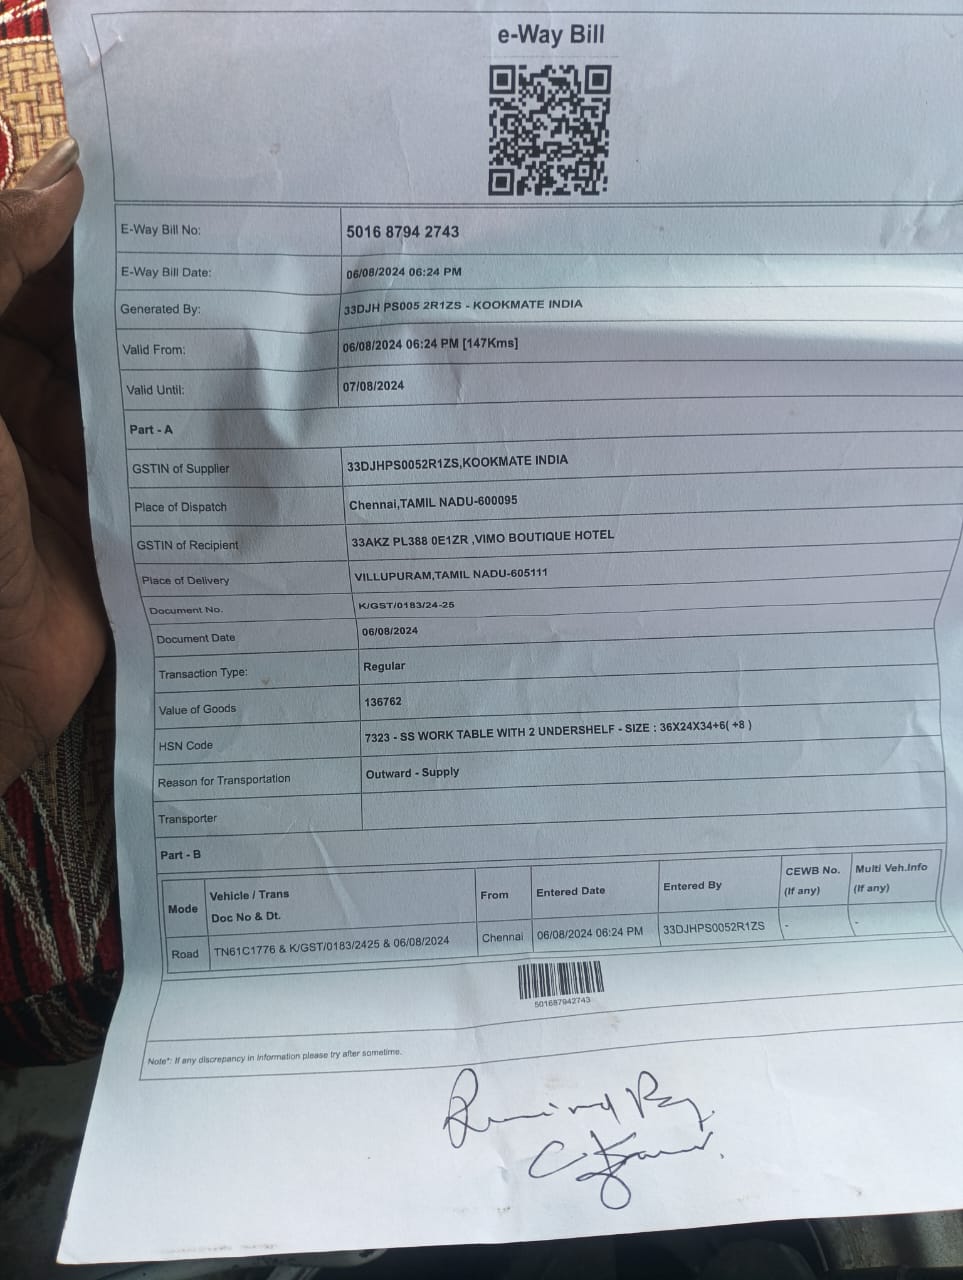 e-Way Bill
E-Way Bill No: 5016 8794 2743
E-Way Bill Date: 06/08/2024 06:24 PM
Generated By: 33DJH PS005 2R1ZS - KOOKMATE INDIA
Valid From: 06/08/2024 06:24 PM [147Kms]
Valid Until: 07/08/2024
Part - A
GSTIN of Supplier 33DJHPS0052R1ZS,KOOKMATE INDIA
Place of Dispatch Chennai,TAMIL NADU-600095
GSTIN of Recipient 33AKZ PL388 0E1ZR ,VIMO BOUTIQUE HOTEL
Place of Delivery VILLUPURAM,TAMIL NADU-605111
Document No. K/GST/0183/24-25
Document Date 06/08/2024
Transaction Type: Regular
Value of Goods 136762
HSN Code 7323 - SS WORK TABLE WITH 2 UNDERSHELF - SIZE : 36X24X34+6( +8 )
Reason for Transportation Outward - Supply
Transporter
Part - B
Mode Vehicle / Trans Doc No & Dt. From Entered Date Entered By CEWB No. (If any) Multi Veh.Info (If any)
Road TN61C1776 & K/GST/0183/2425 & 06/08/2024 Chennai 06/08/2024 06:24 PM 33DJHPS0052R1ZS - -
501687942743
Note*: If any discrepancy in information please try after sometime.